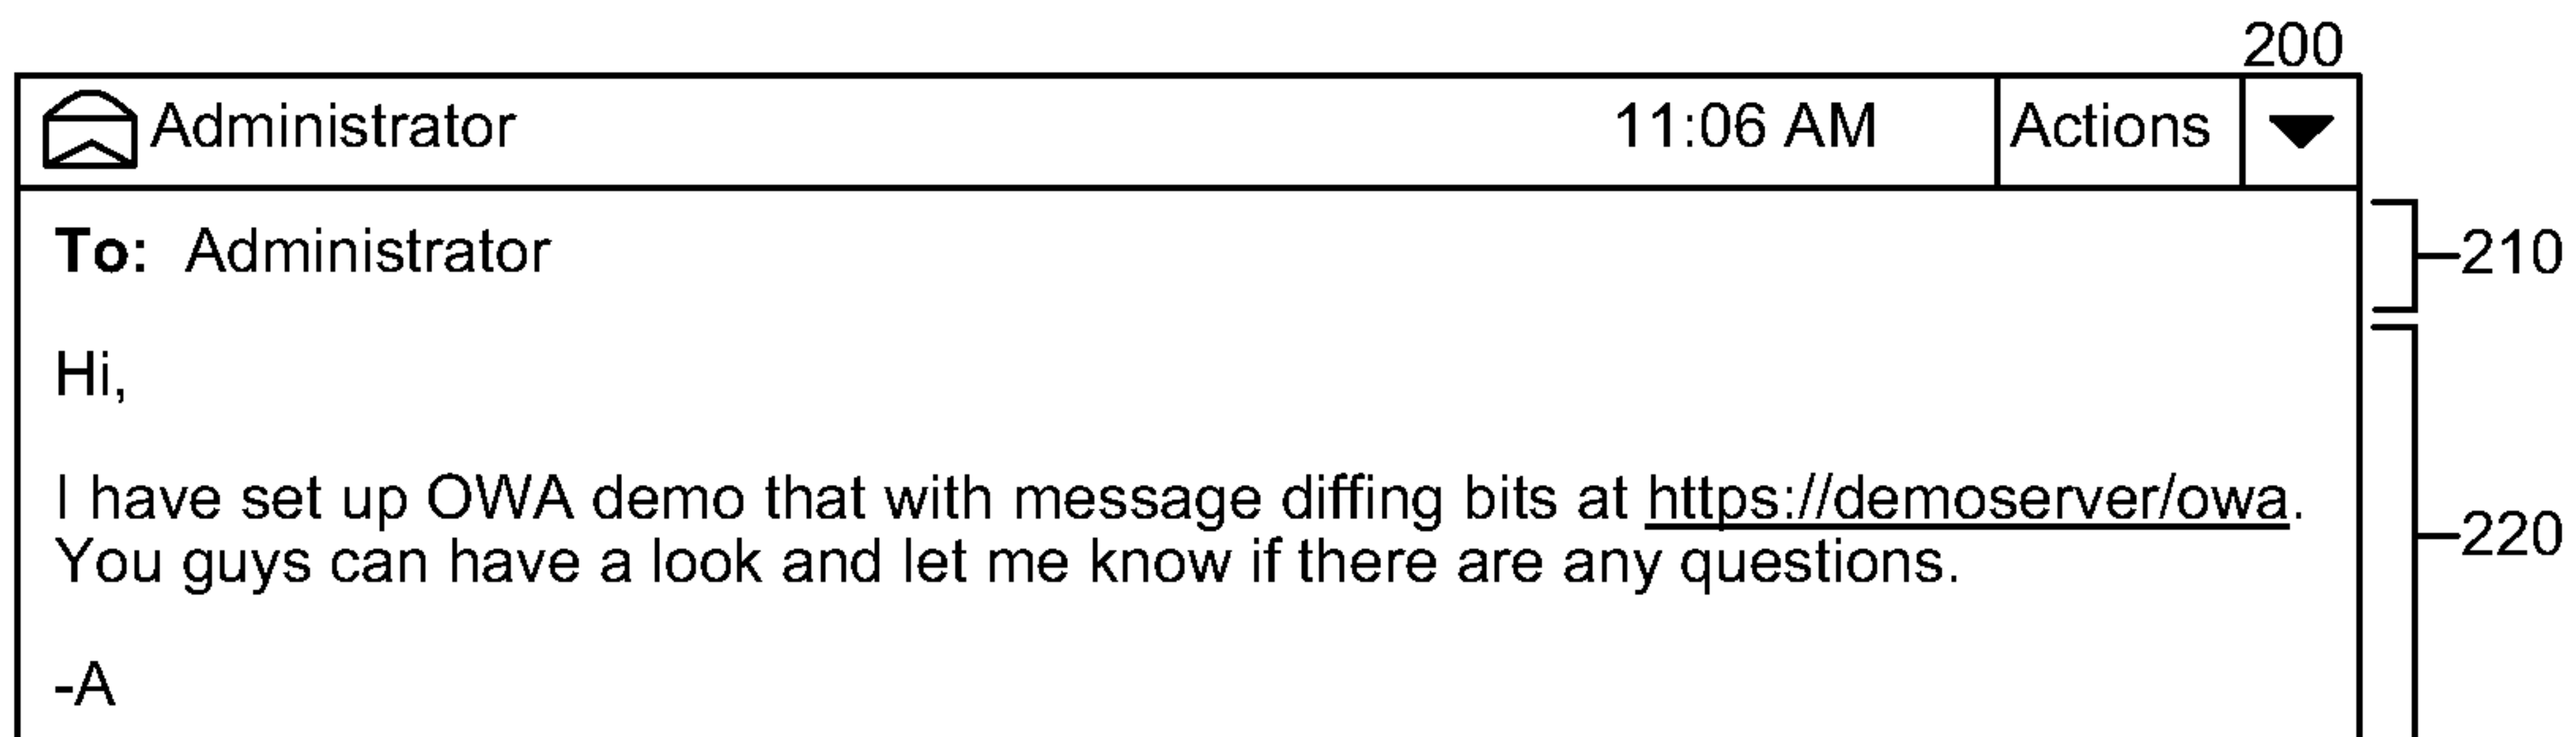 200
Administrator 11:06 AM Actions
To: Administrator
210
Hi,
I have set up OWA demo that with message diffing bits at https://demoserver/owa.
You guys can have a look and let me know if there are any questions.
220
-A